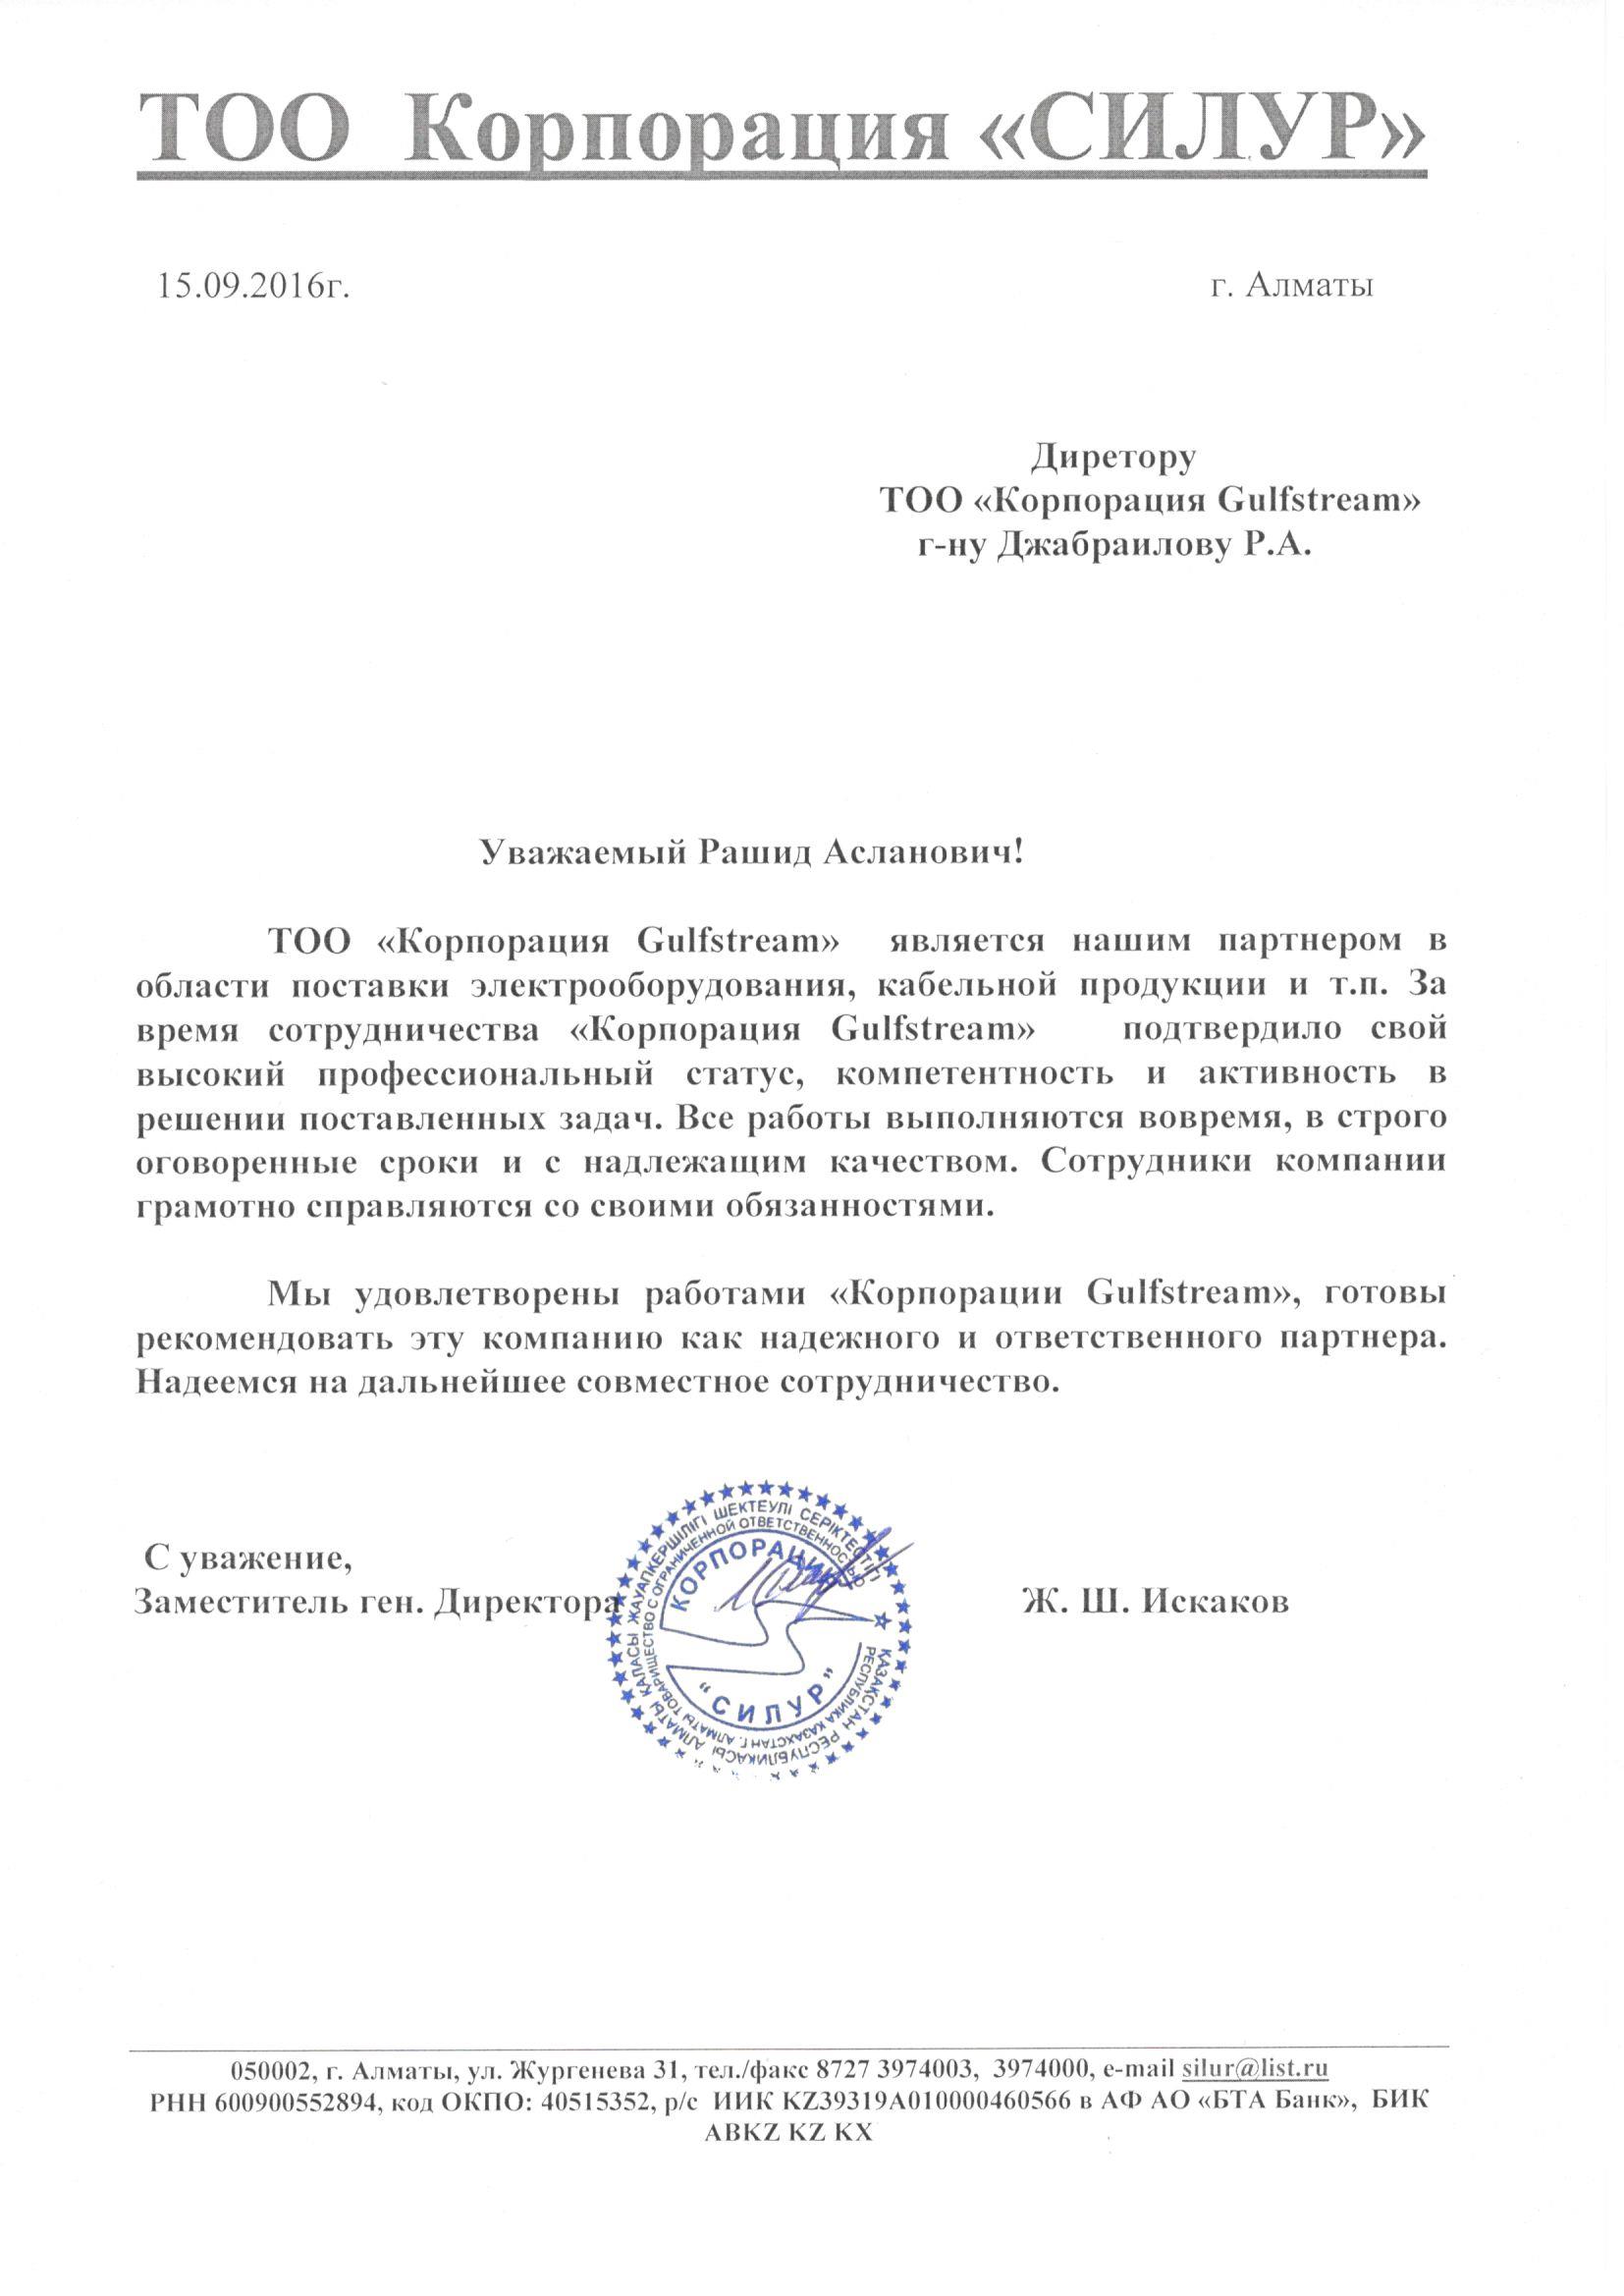 ТОО Корпорация «СИЛУР»
15.09.2016г. г. Алматы
Диретору
ТОО «Корпорация Gulfstream»
г-ну Джабраилову Р.А.
Уважаемый Рашид Асланович!
ТОО «Корпорация Gulfstream» является нашим партнером в
области поставки электрооборудования, кабельной продукции и т.п. За
время сотрудничества «Корпорация Gulfstream» подтвердило свой
высокий профессиональный статус, компетентность и активность в
решении поставленных задач. Все работы выполняются вовремя, в строго
оговоренные сроки и с надлежащим качеством. Сотрудники компании
грамотно справляются со своими обязанностями.
Мы удовлетворены работами «Корпорации Gulfstream», готовы
рекомендовать эту компанию как надежного и ответственного партнера.
Надеемся на дальнейшее совместное сотрудничество.
С уважение,
Заместитель ген. Директора Ж. Ш. Искаков
ҚАЗАҚСТАН РЕСПУБЛИКАСЫ АЛМАТЫ ҚАЛАСЫ ЖАУАПКЕРШІЛІГІ ШЕКТЕУЛІ СЕРІКТЕСТІГІ
РЕСПУБЛИКА КАЗАХСТАН Г. АЛМАТЫ ТОВАРИЩЕСТВО С ОГРАНИЧЕННОЙ ОТВЕТСТВЕННОСТЬЮ
КОРПОРАЦИЯ
"СИЛУР"
050002, г. Алматы, ул. Жургенева 31, тел./факс 8727 3974003, 3974000, e-mail silur@list.ru
РНН 600900552894, код ОКПО: 40515352, р/с ИИК KZ39319A010000460566 в АФ АО «БТА Банк», БИК
ABKZ KZ KX